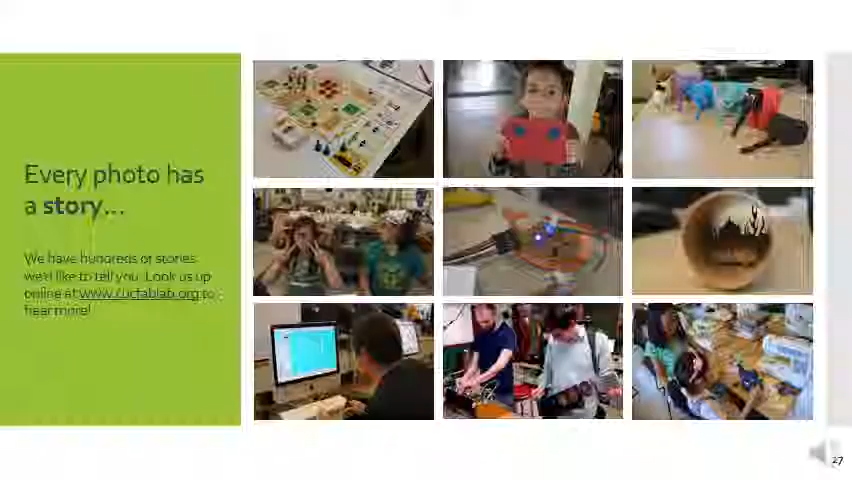 Every photo has
a story...
We have hundreds of stories
we'd like to tell you. Look us up
online at www.cucfablab.org to
hear more!
27